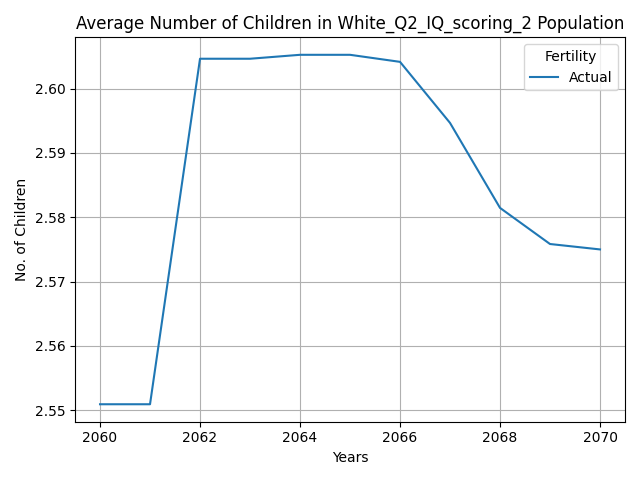 Average Number of Children in White_Q2_IQ_scoring_2 Population
Fertility
Actual
2.60
2.59
2.58
2.57
2.56
2.55
No. of Children
2060 2062 2064 2066 2068 2070
Years